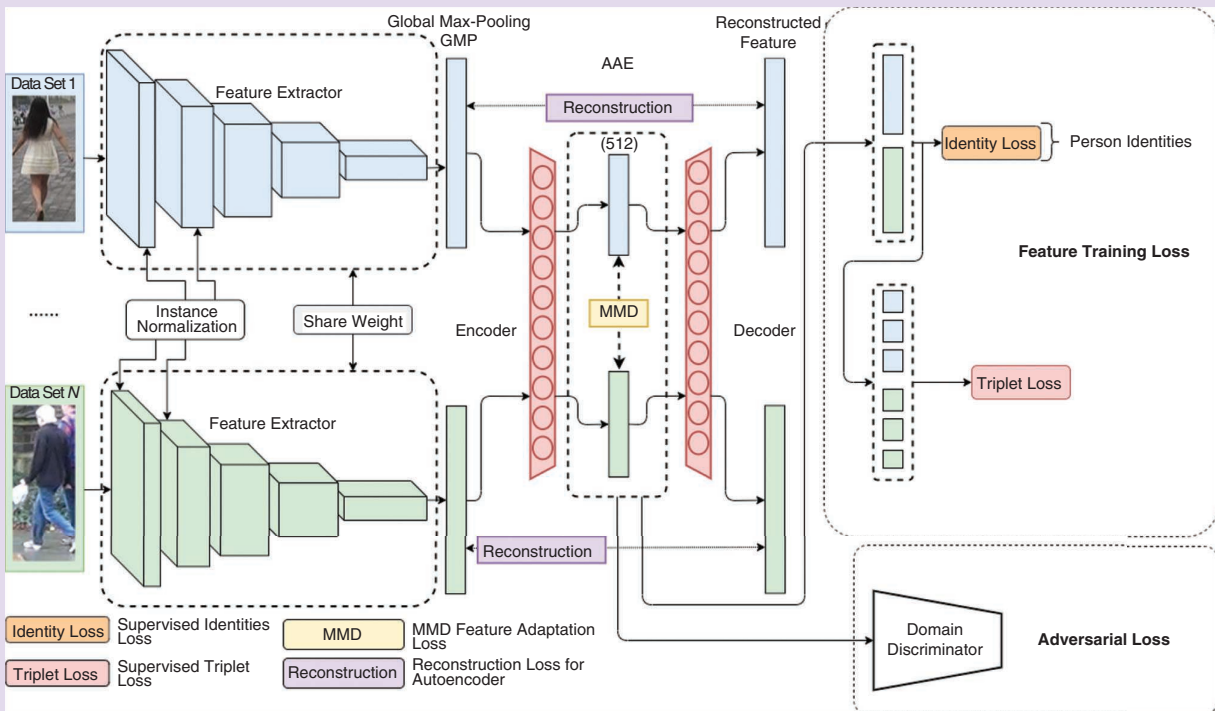 Global Max-Pooling
GMP
Reconstructed
Feature
AAE
Data Set 1
Feature Extractor
Reconstruction
(512)
Identity Loss
Person Identities
Feature Training Loss
......
Instance
Normalization
Share Weight
Encoder
MMD
Decoder
Data Set N
Feature Extractor
Triplet Loss
Reconstruction
Identity Loss
Supervised Identities
Loss
MMD
MMD Feature Adaptation
Loss
Triplet Loss
Supervised Triplet
Loss
Reconstruction
Reconstruction Loss for
Autoencoder
Domain
Discriminator
Adversarial Loss